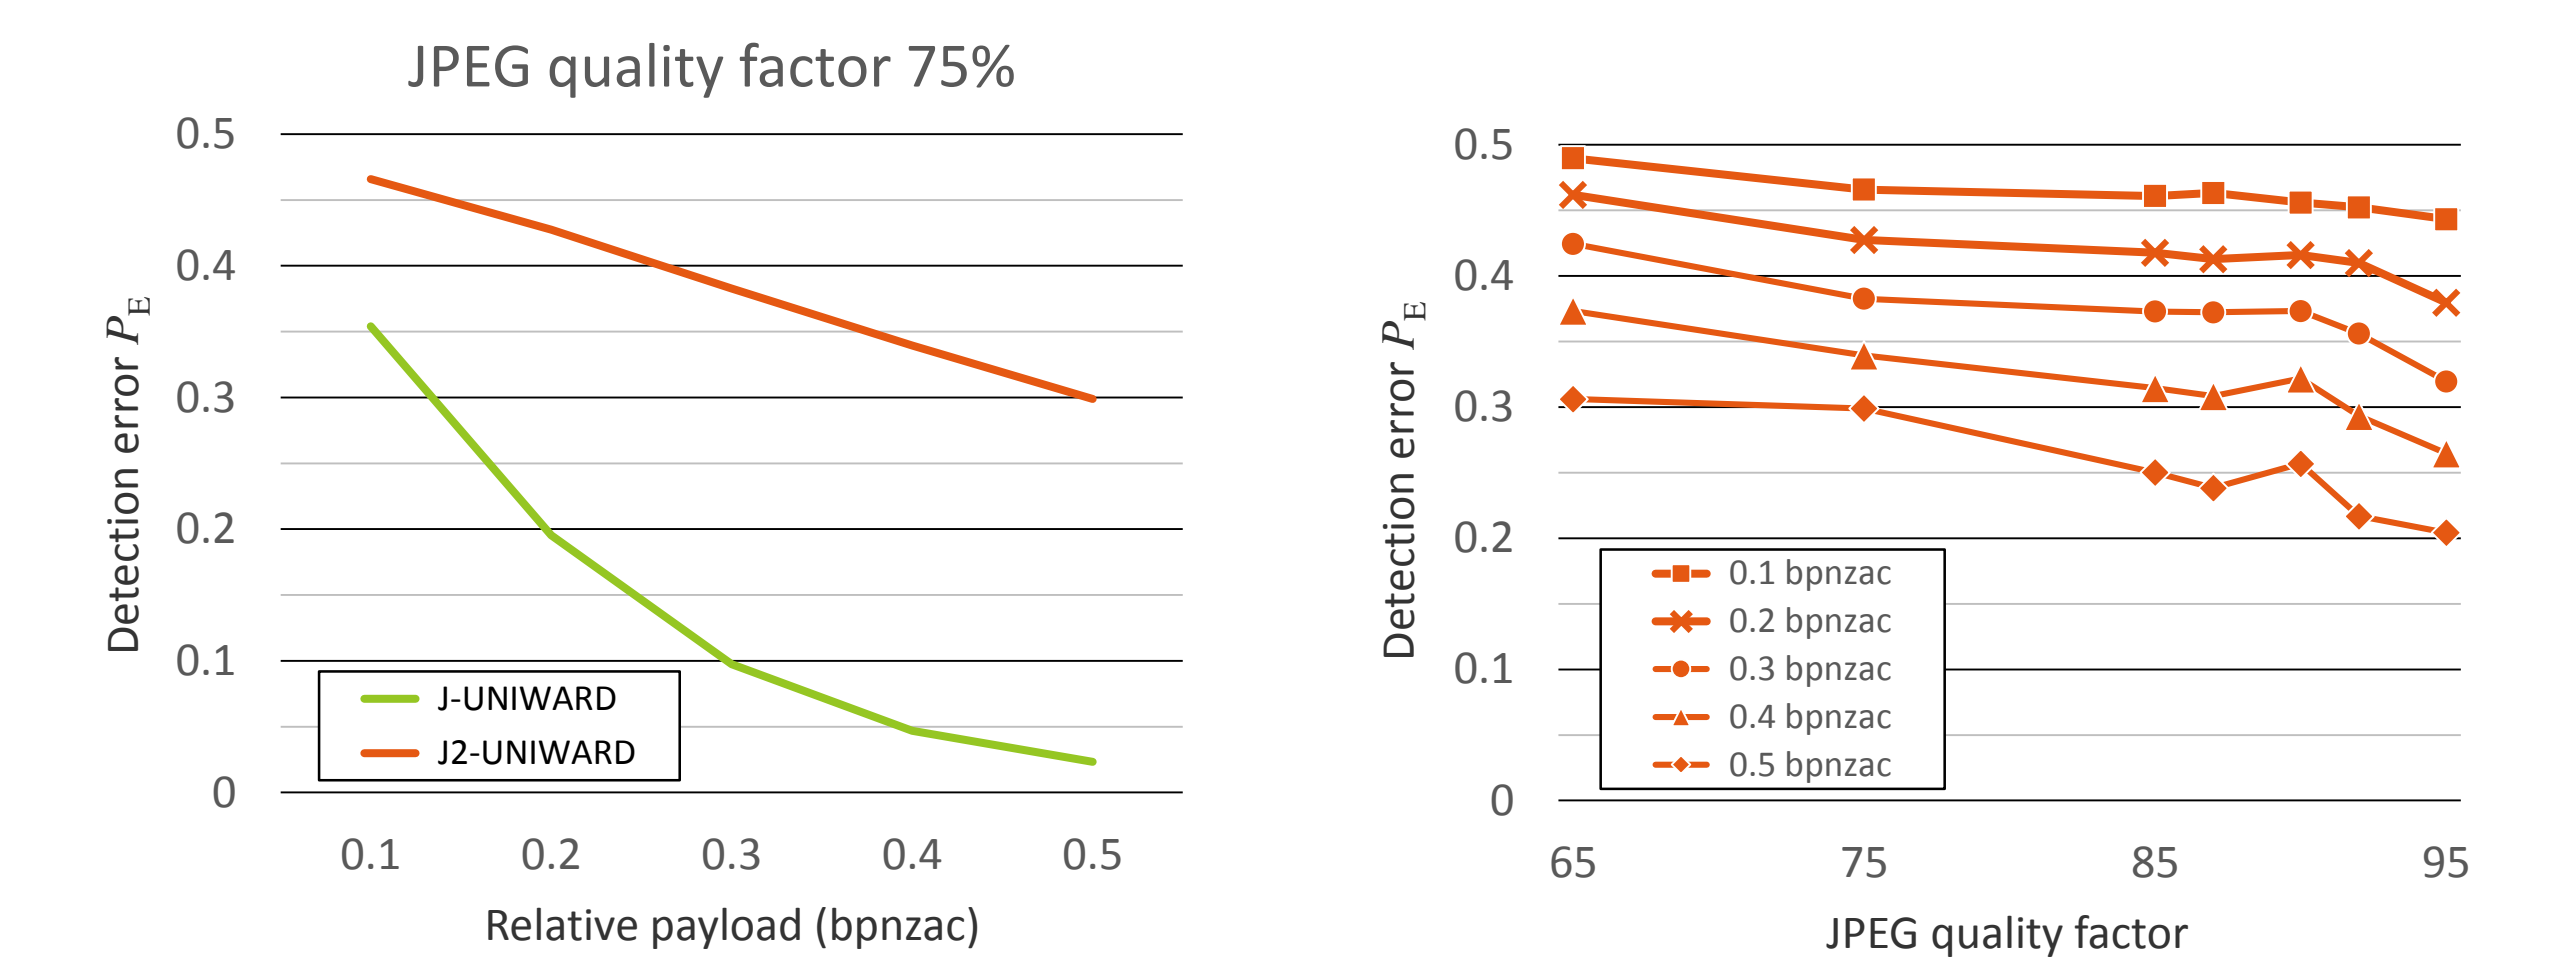 JPEG quality factor 75%
0.5
0.4
0.3
0.2
0.1
0
Detection error PE
J-UNIWARD
J2-UNIWARD
0.1 0.2 0.3 0.4 0.5
Relative payload (bpnzac)
0.5
0.4
0.3
0.2
0.1
0
Detection error PE
0.1 bpnzac
0.2 bpnzac
0.3 bpnzac
0.4 bpnzac
0.5 bpnzac
65 75 85 95
JPEG quality factor